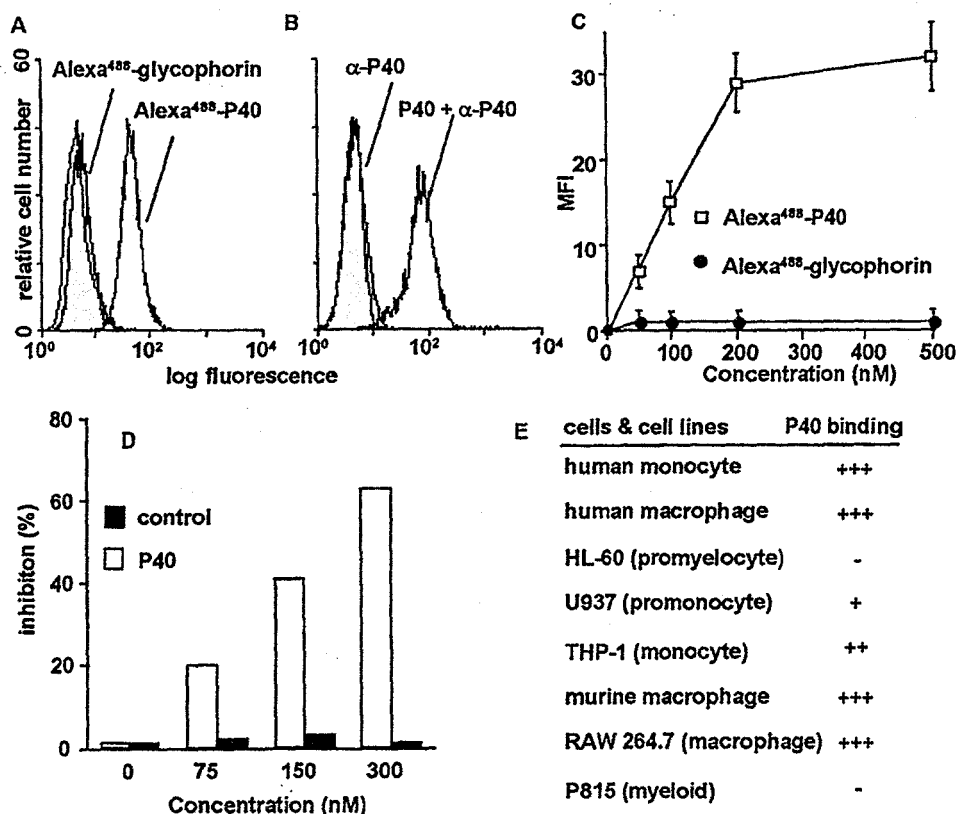 A
60
relative cell number
0
Alexa⁴⁸⁸-glycophorin
Alexa⁴⁸⁸-P40
10⁰
10²
10⁴
log fluorescence
B
α-P40
P40 + α-P40
10⁰
10²
10⁴
C
MFI
30
20
10
0
Alexa⁴⁸⁸-P40
Alexa⁴⁸⁸-glycophorin
0 100 200 300 400 500
Concentration (nM)
D
inhibiton (%)
80
60
40
20
0
control
P40
0 75 150 300
Concentration (nM)
E
cells & cell lines P40 binding
human monocyte +++
human macrophage +++
HL-60 (promyelocyte) -
U937 (promonocyte) +
THP-1 (monocyte) ++
murine macrophage +++
RAW 264.7 (macrophage) +++
P815 (myeloid) -